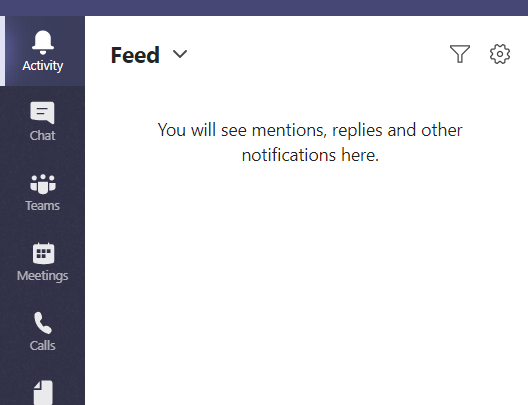 Activity
Chat
Teams
Meetings
Calls
Feed
You will see mentions, replies and other
notifications here.